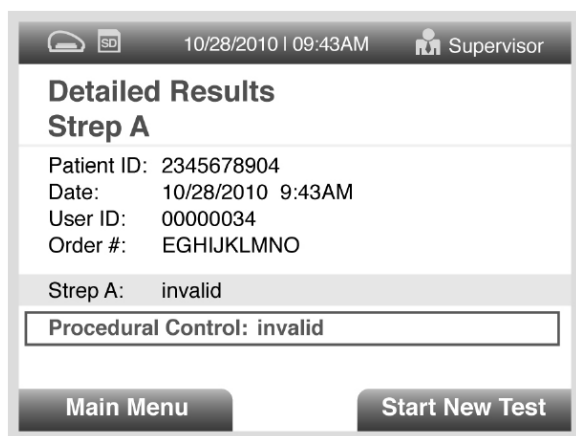 SD 10/28/2010 | 09:43AM Supervisor
Detailed Results
Strep A
Patient ID: 2345678904
Date: 10/28/2010 9:43AM
User ID: 00000034
Order #: EGHIJKLMNO
Strep A: invalid
Procedural Control: invalid
Main Menu Start New Test